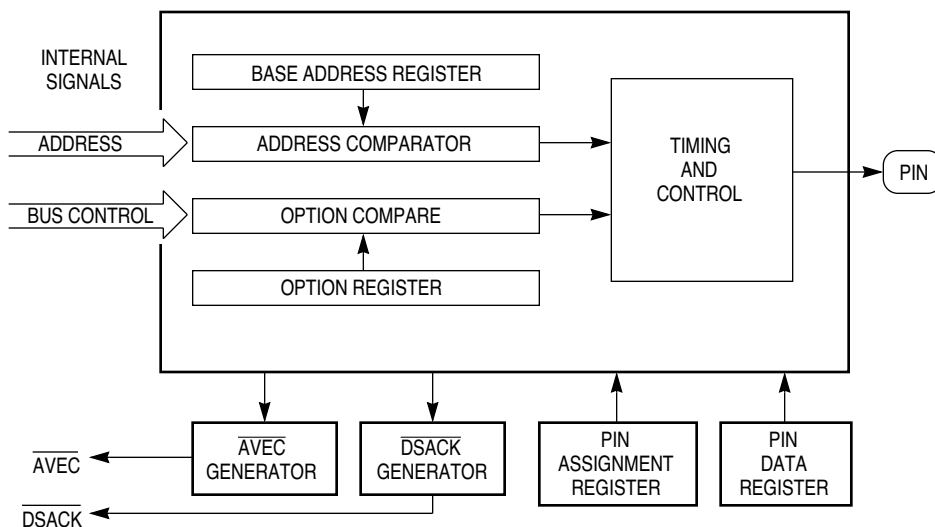 INTERNAL
SIGNALS
BASE ADDRESS REGISTER
ADDRESS
ADDRESS COMPARATOR
TIMING
AND
CONTROL
PIN
BUS CONTROL
OPTION COMPARE
OPTION REGISTER
AVEC
GENERATOR
DSACK
GENERATOR
PIN
ASSIGNMENT
REGISTER
PIN
DATA
REGISTER
AVEC
DSACK